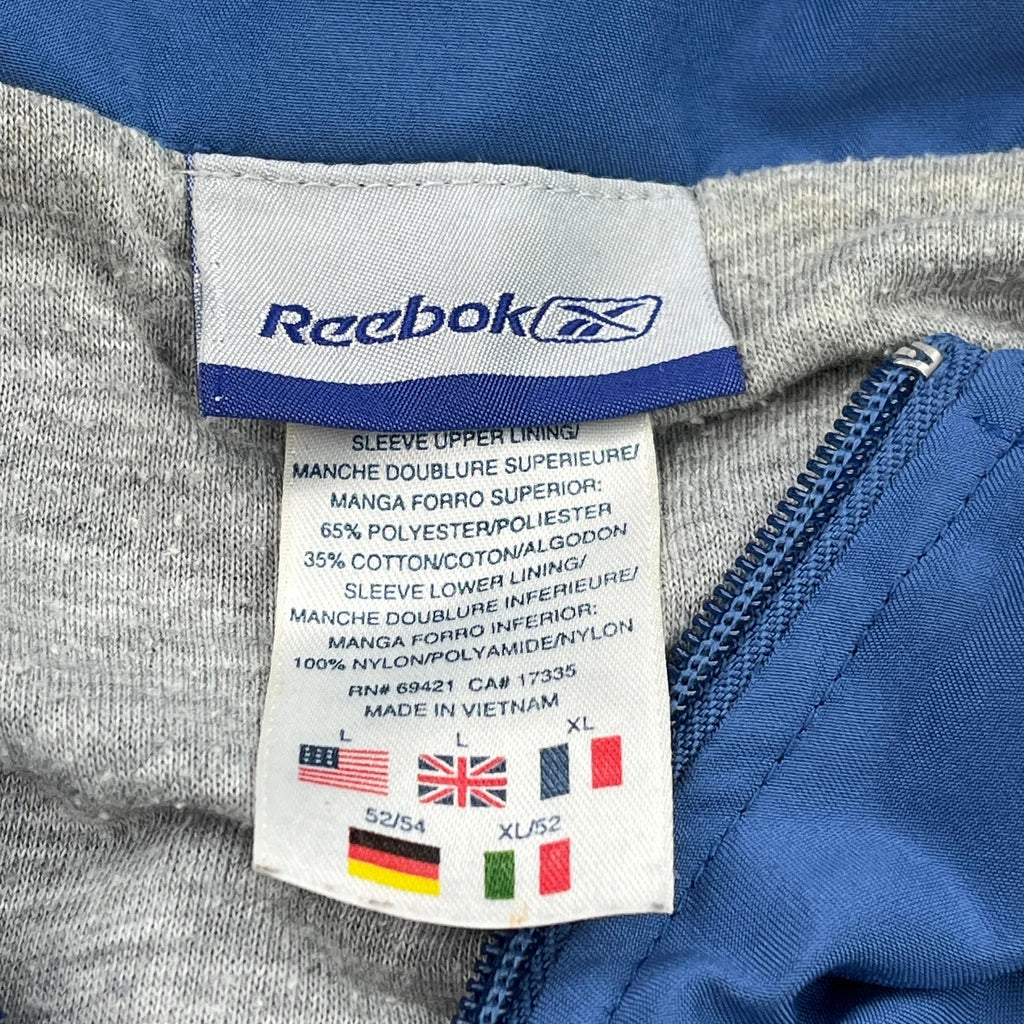 Reebok
SLEEVE UPPER LINING/
MANCHE DOUBLURE SUPERIEURE/
MANGA FORRO SUPERIOR:
65% POLYESTER/POLIESTER
35% COTTON/COTON/ALGODON
SLEEVE LOWER LINING/
MANCHE DOUBLURE INFERIEURE/
MANGA FORRO INFERIOR:
100% NYLON/POLYAMIDE/NYLON
RN# 69421 CA# 17335
MADE IN VIETNAM
L L XL
52/54 XL/52